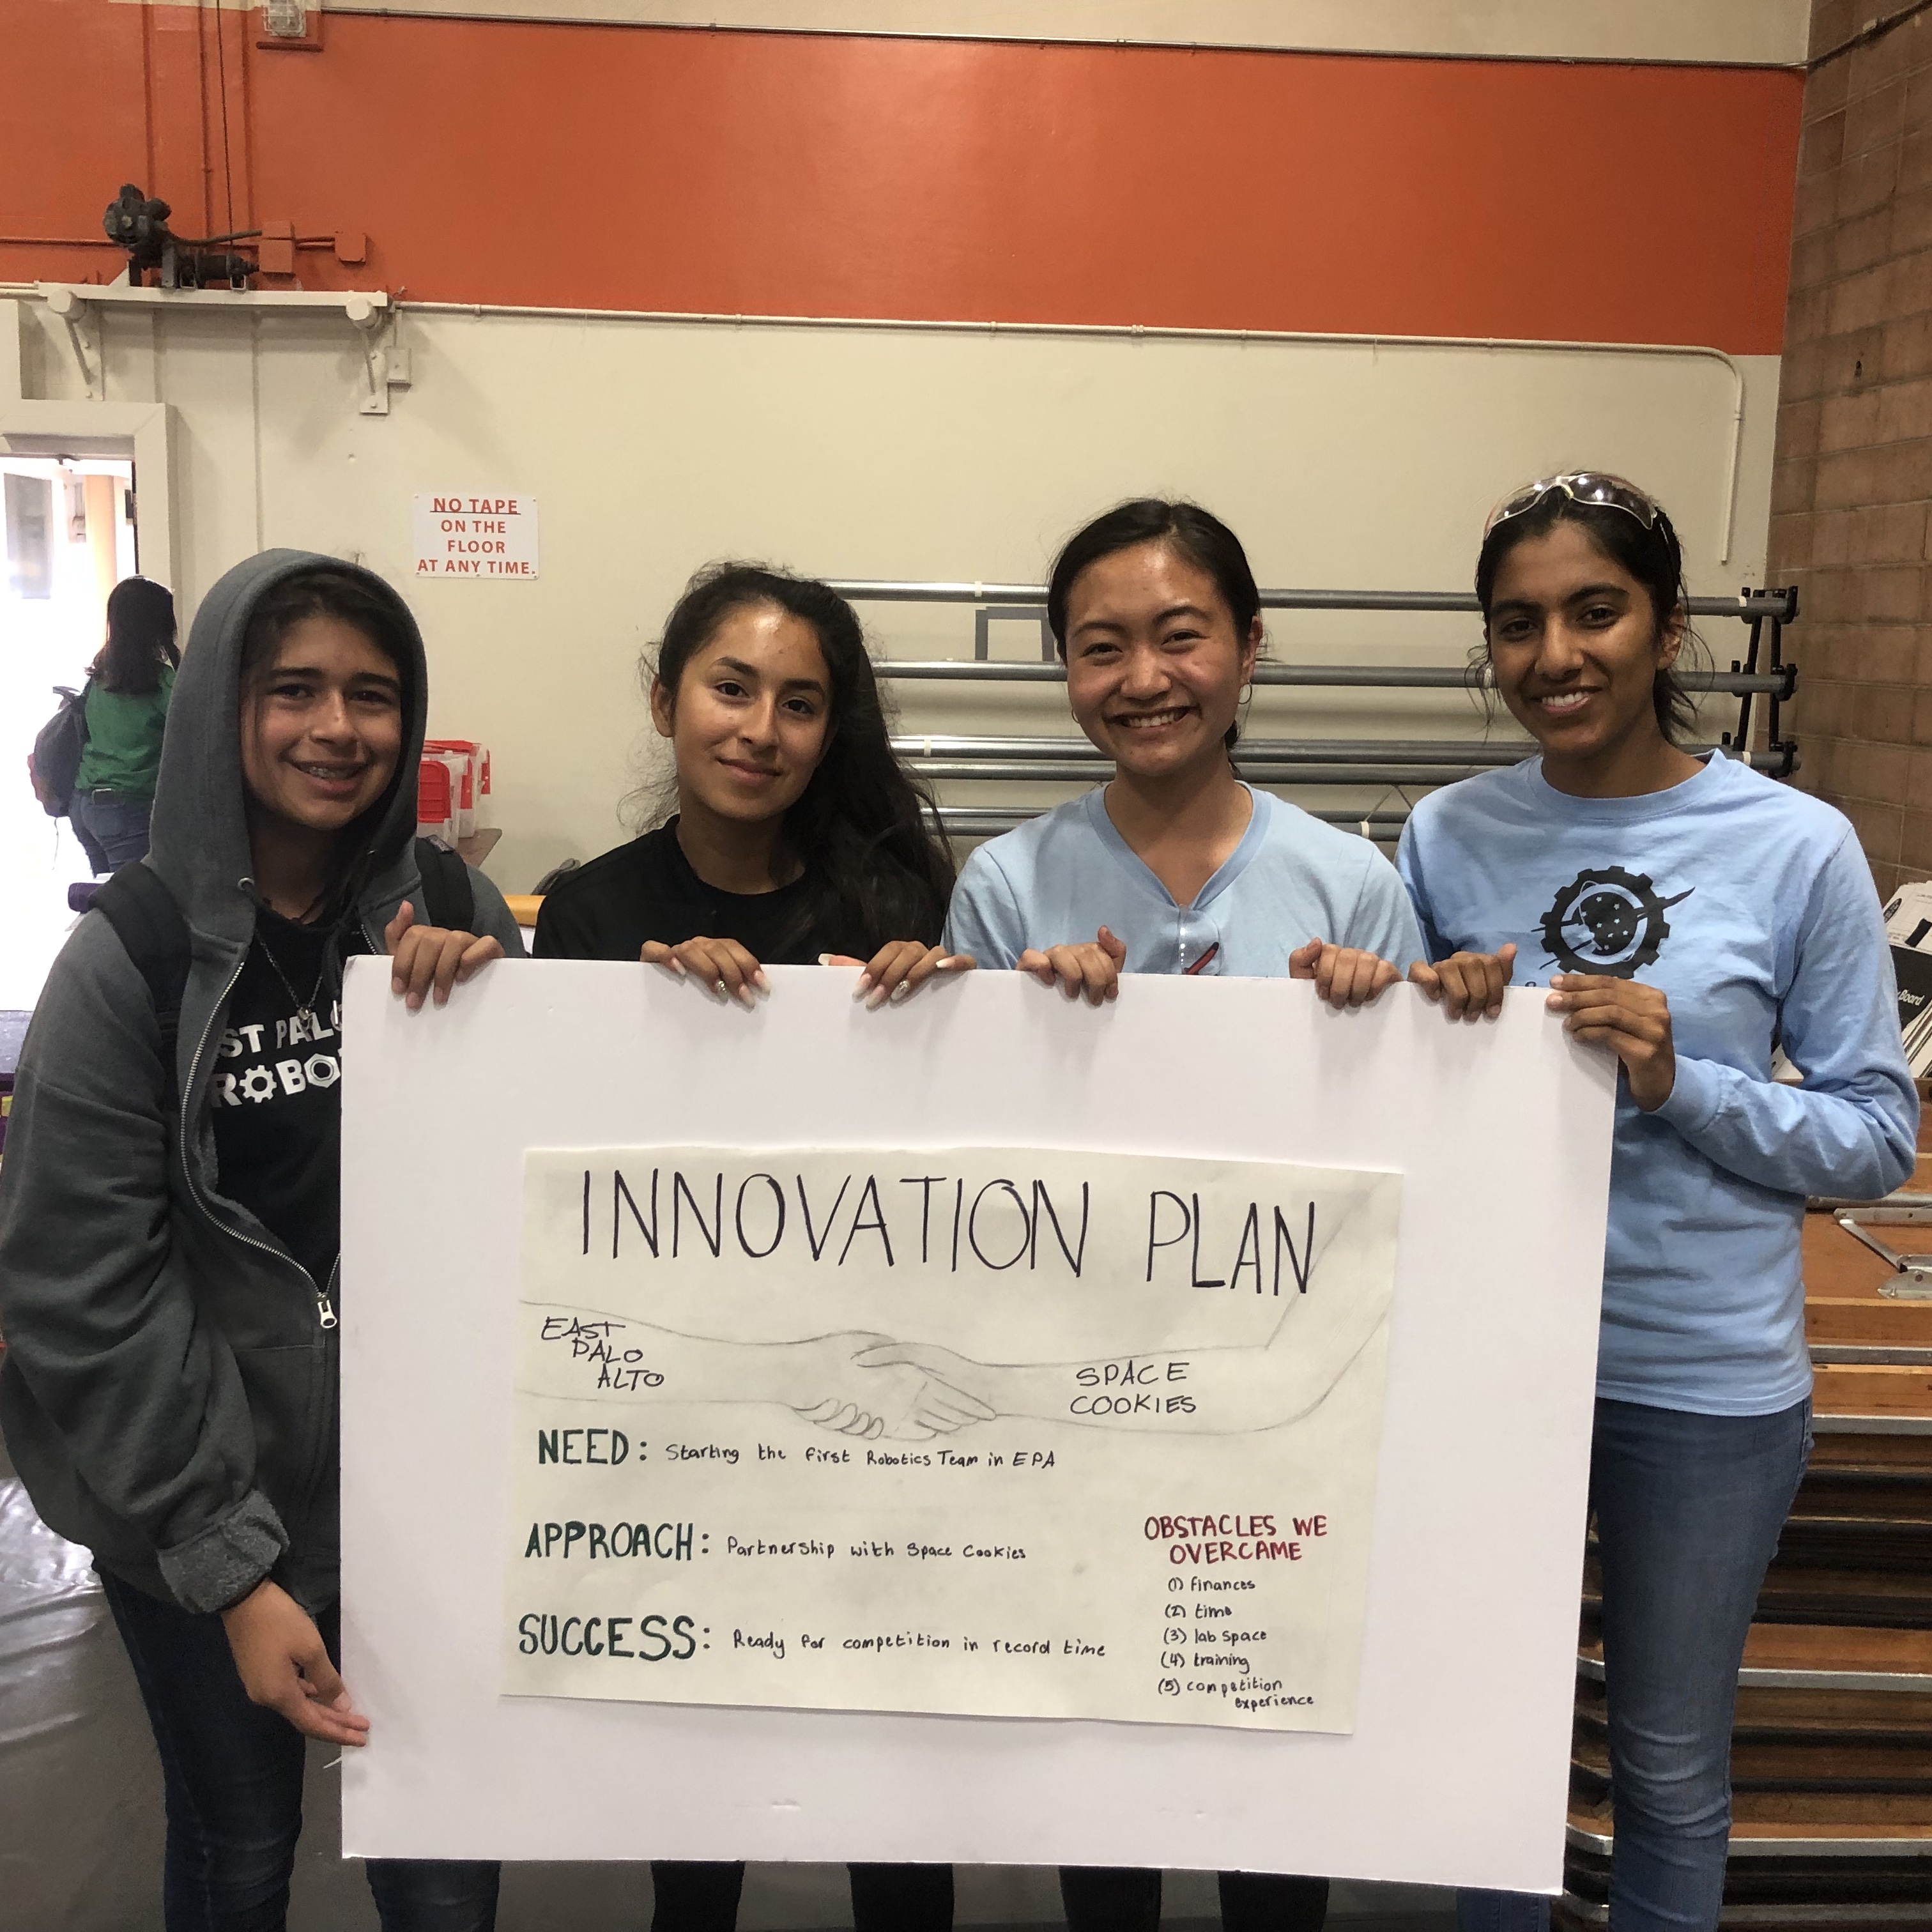 NO TAPE
ON THE
FLOOR
AT ANY TIME.
ST PALO
ROBO
Board
INNOVATION PLAN
EAST
PALO
ALTO
SPACE
COOKIES
NEED: Starting the first Robotics Team in EPA
APPROACH: Partnership with Space Cookies
SUCCESS: Ready for competition in record time
OBSTACLES WE
OVERCAME
(1) finances
(2) time
(3) lab space
(4) training
(5) competition
experience